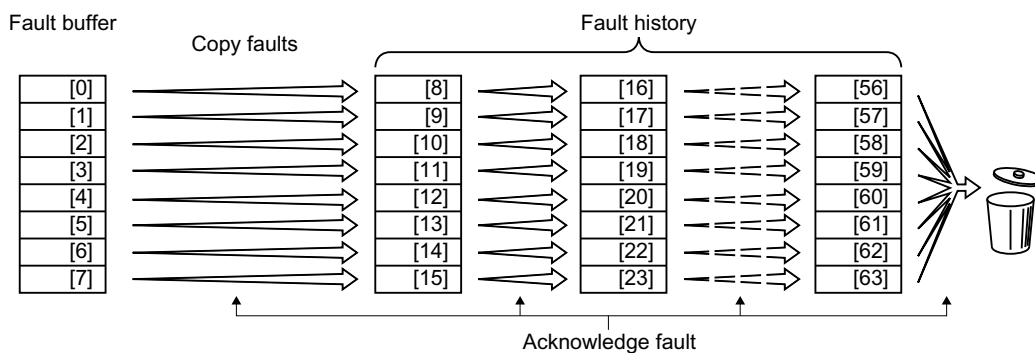 Fault buffer
Copy faults
Fault history
[0] [8] [16] [56]
[1] [9] [17] [57]
[2] [10] [18] [58]
[3] [11] [19] [59]
[4] [12] [20] [60]
[5] [13] [21] [61]
[6] [14] [22] [62]
[7] [15] [23] [63]
Acknowledge fault